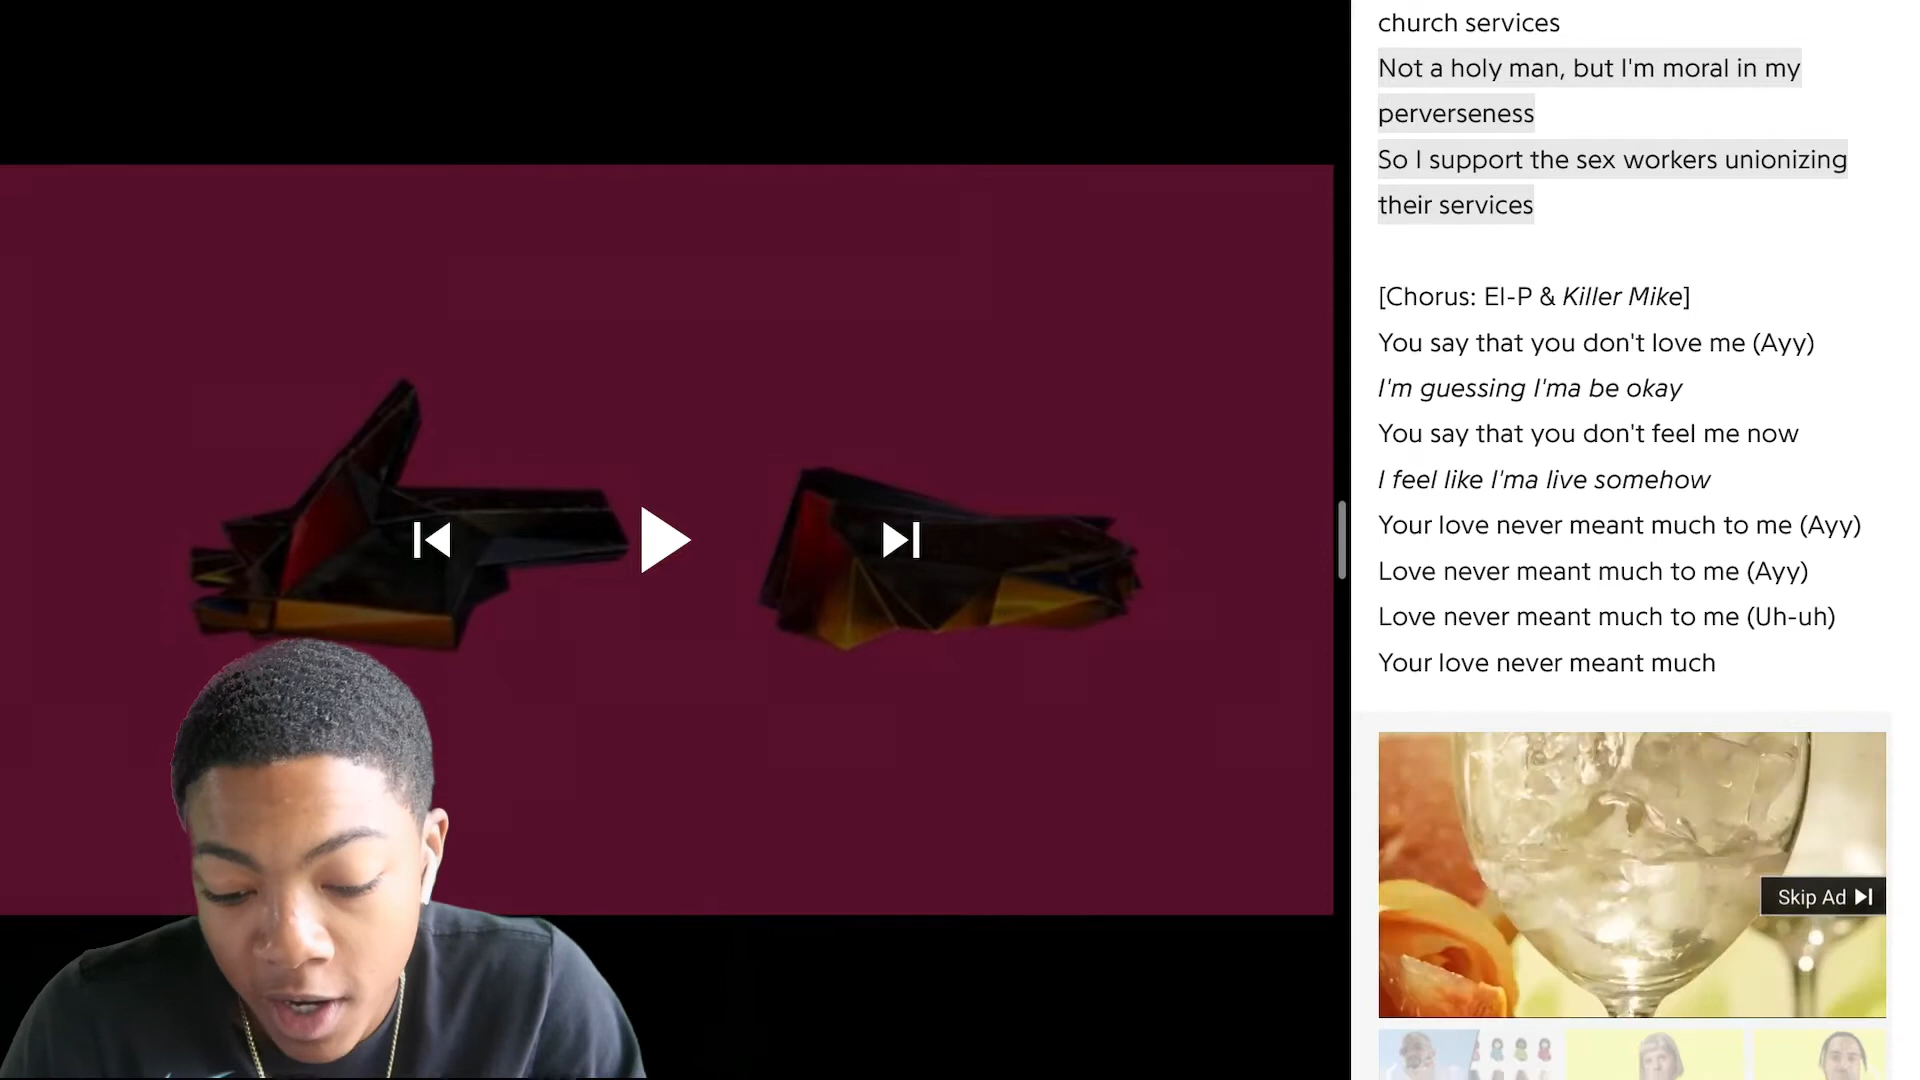 church services
Not a holy man, but I'm moral in my
perverseness
So I support the sex workers unionizing
their services
[Chorus: El-P & Killer Mike]
You say that you don't love me (Ayy)
I'm guessing I'ma be okay
You say that you don't feel me now
I feel like I'ma live somehow
Your love never meant much to me (Ayy)
Love never meant much to me (Ayy)
Love never meant much to me (Uh-uh)
Your love never meant much
Skip Ad